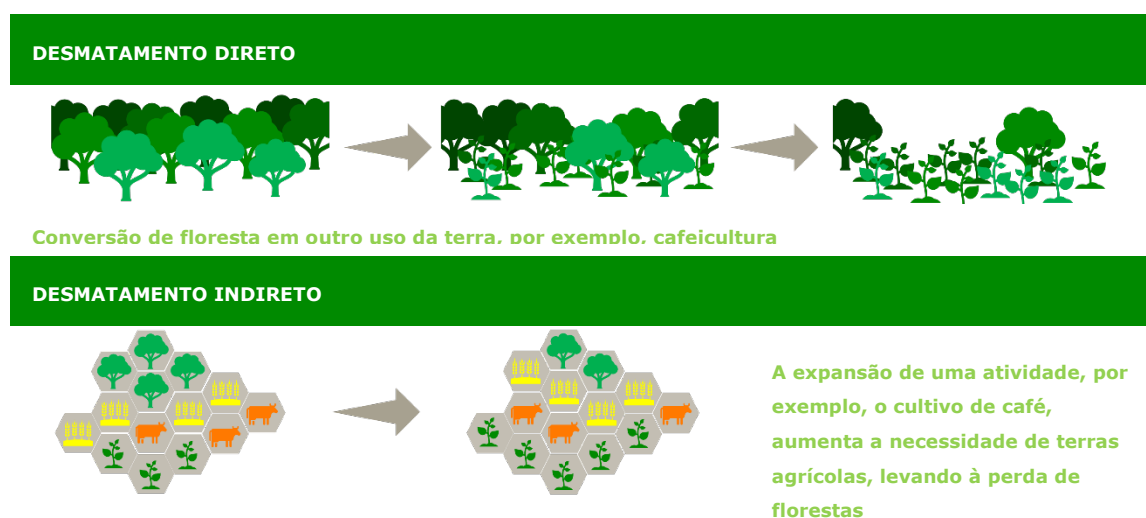 DESMATAMENTO DIRETO
Conversão de floresta em outro uso da terra, por exemplo, cafeicultura
DESMATAMENTO INDIRETO
A expansão de uma atividade, por
exemplo, o cultivo de café,
aumenta a necessidade de terras
agrícolas, levando à perda de
florestas